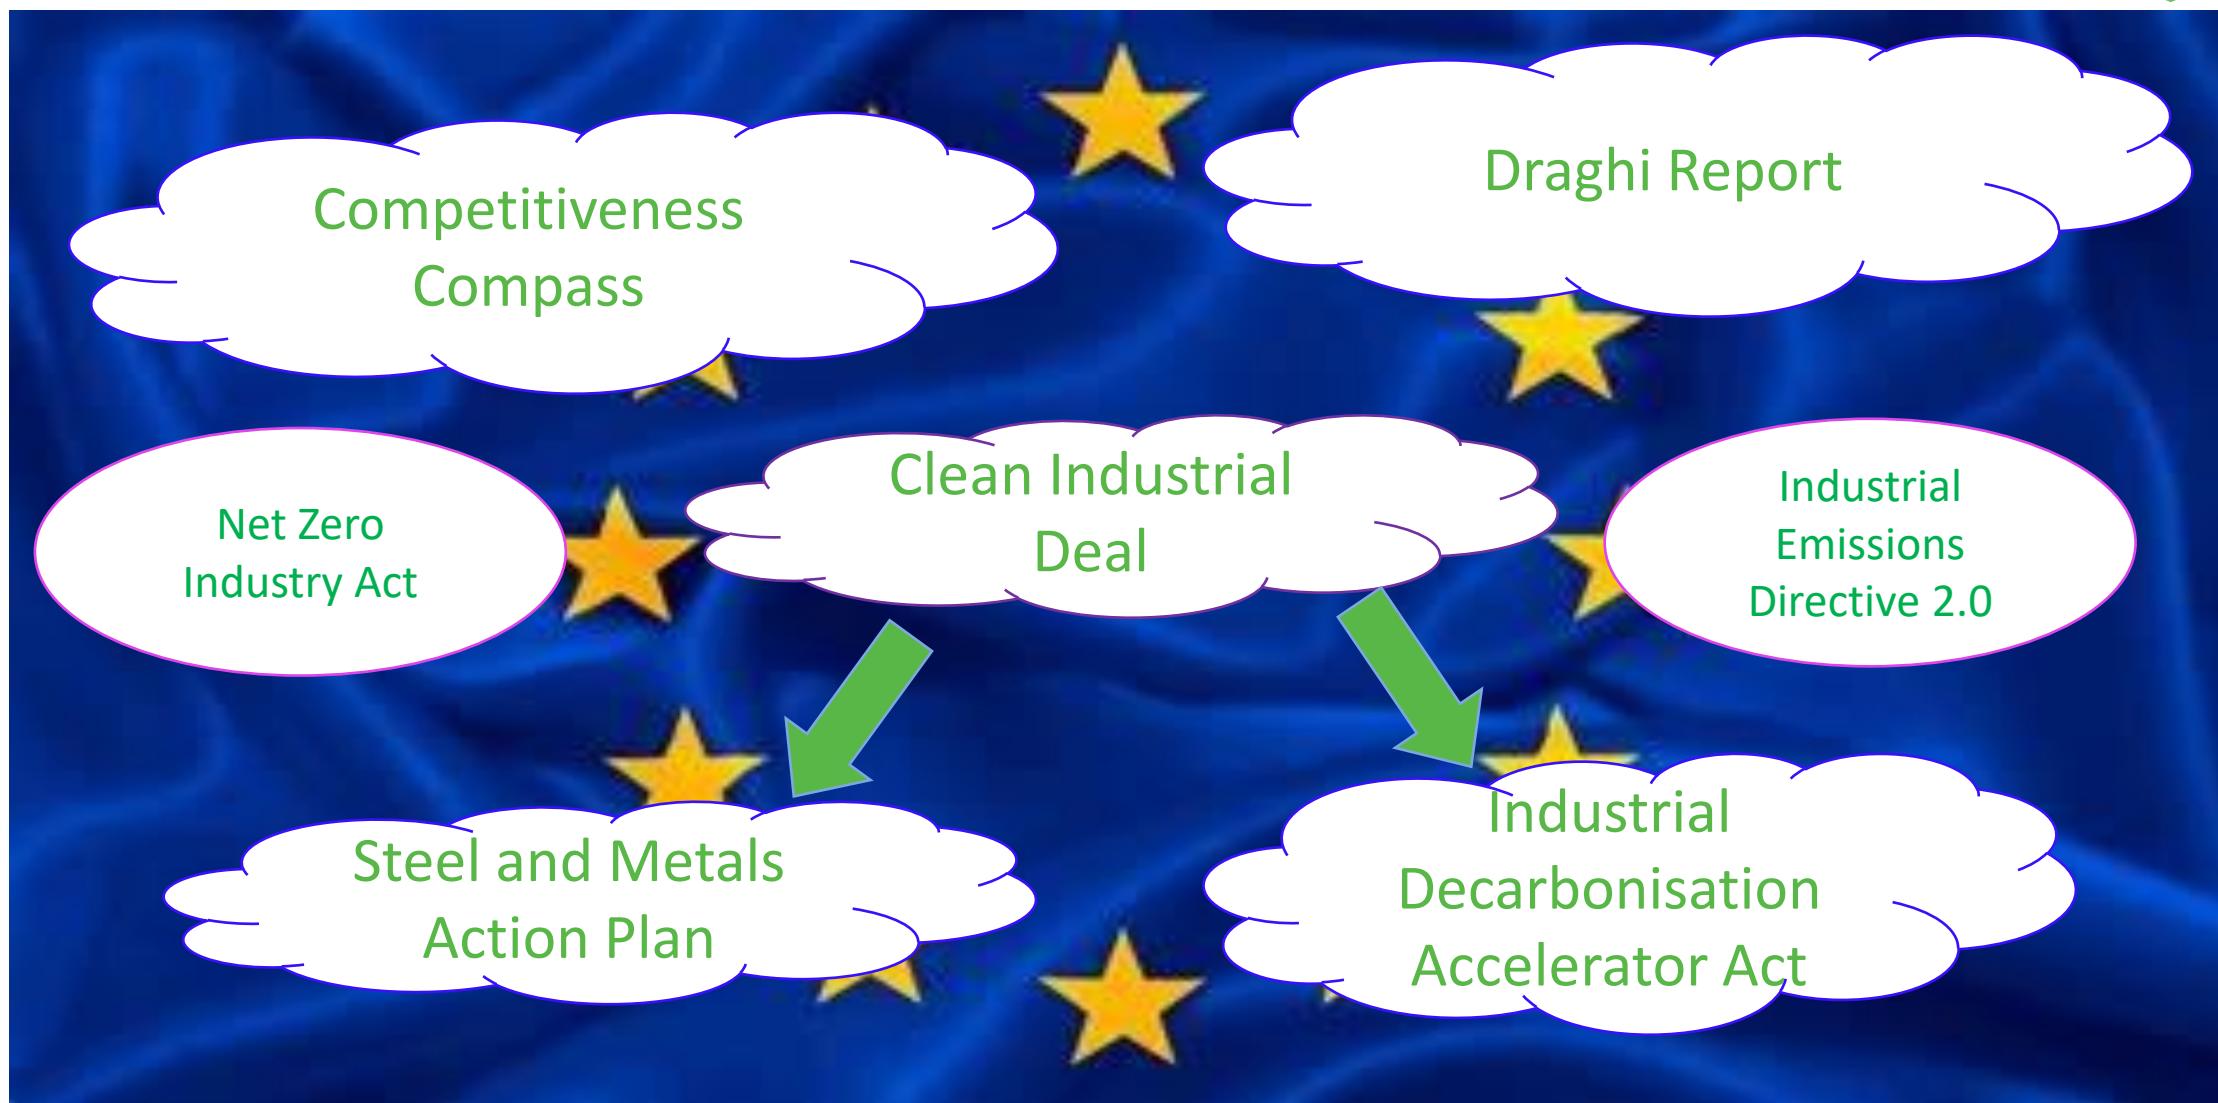 Competitiveness
Compass
Draghi Report
Clean Industrial
Deal
Net Zero
Industry Act
Industrial
Emissions
Directive 2.0
Steel and Metals
Action Plan
Industrial
Decarbonisation
Accelerator Act